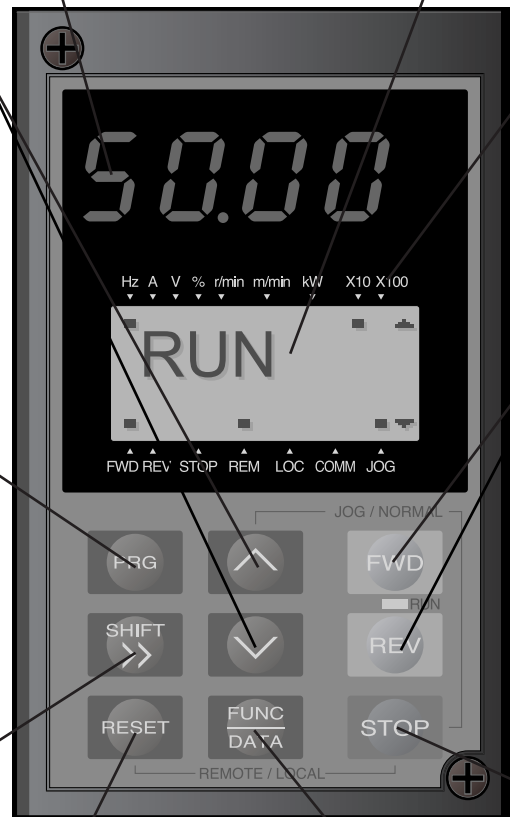 50.00
Hz A V % r/min m/min kW X10 X100
RUN
FWD REV STOP REM LOC COMM JOG
JOG / NORMAL
PRG
FWD
RUN
SHIFT
REV
RESET
FUNC
DATA
STOP
REMOTE / LOCAL